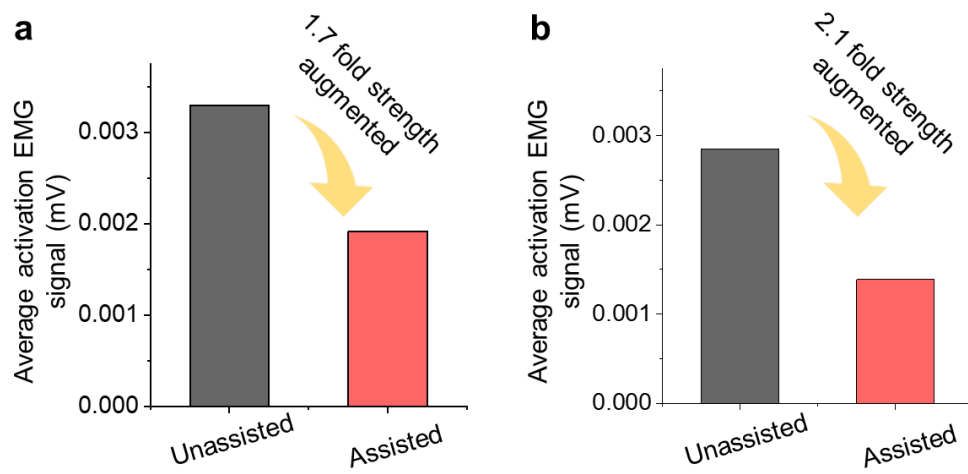 a
1.7 fold strength
augmented
Average activation EMG
signal (mV)
0.003
0.002
0.001
0.000
Unassisted
Assisted
b
2.1 fold strength
augmented
Average activation EMG
signal (mV)
0.003
0.002
0.001
0.000
Unassisted
Assisted